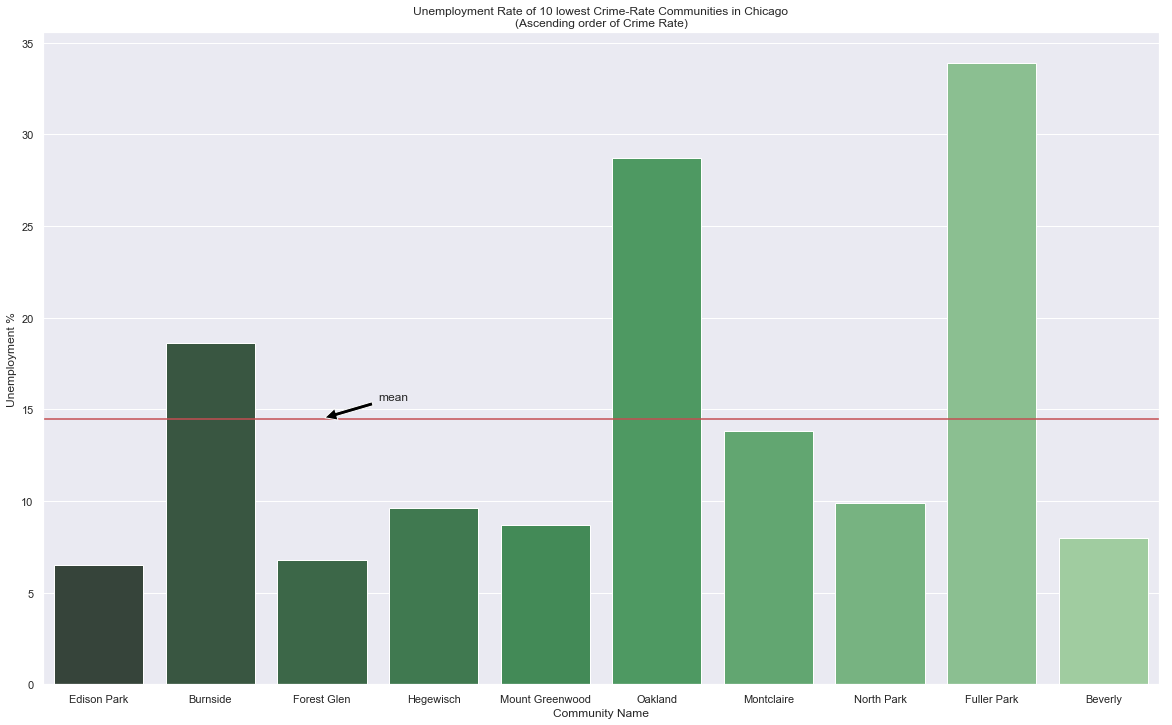 Unemployment Rate of 10 lowest Crime-Rate Communities in Chicago
(Ascending order of Crime Rate)
35
30
25
20
15
10
5
0
Unemployment %
mean
Edison Park Burnside Forest Glen Hegewisch Mount Greenwood Oakland Montclaire North Park Fuller Park Beverly
Community Name